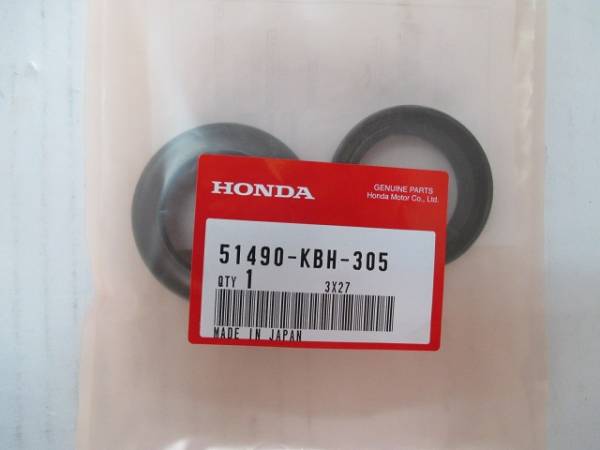 HONDA
GENUINE PARTS
Honda Motor Co., Ltd.
51490-KBH-305
QTY 1 3X27
MADE IN JAPAN